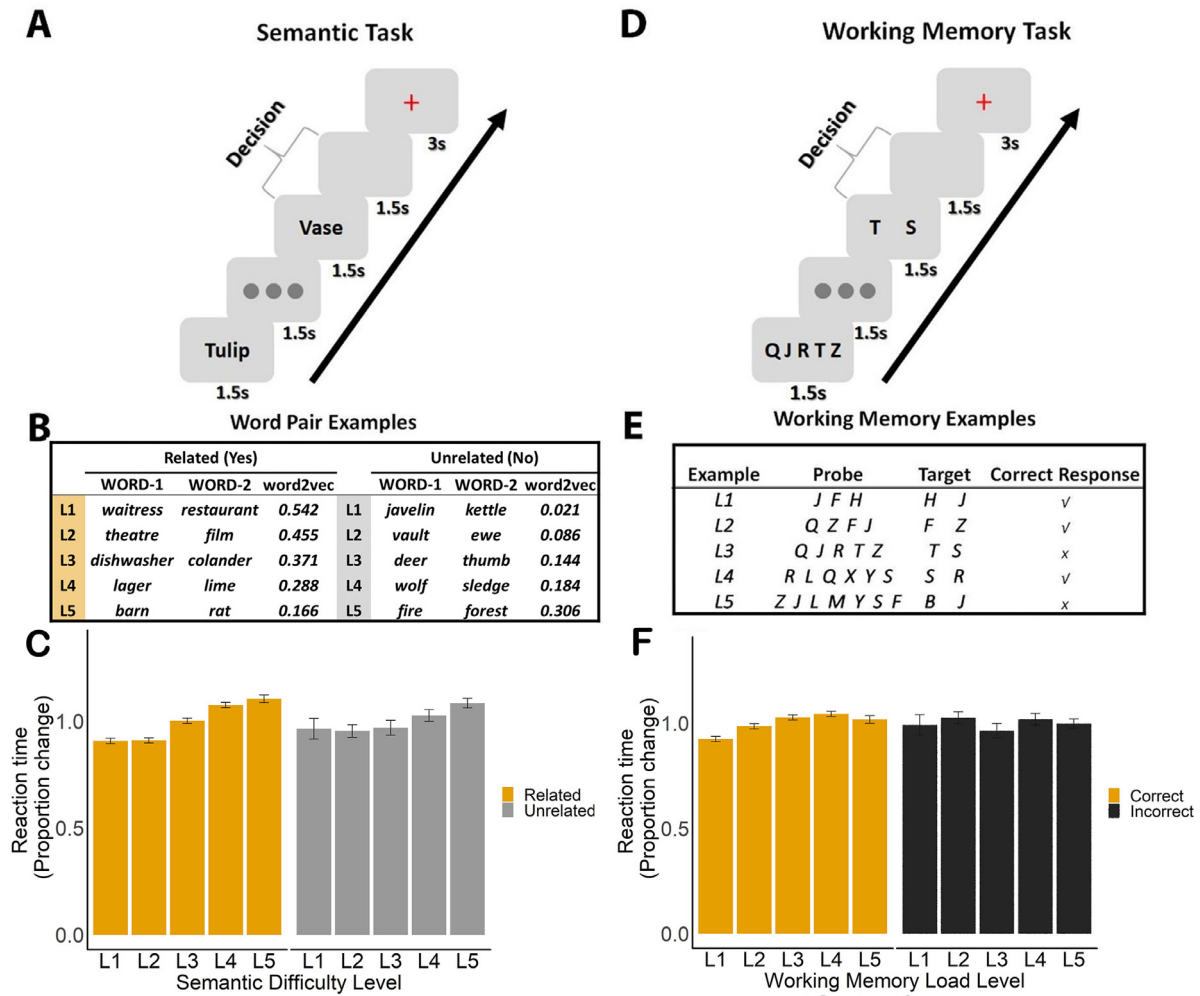 A
Semantic Task
Decision
+
3s
1.5s
Vase
1.5s
1.5s
Tulip
1.5s
B
Word Pair Examples
Related (Yes) Unrelated (No)
WORD-1 WORD-2 word2vec WORD-1 WORD-2 word2vec
L1 waitress restaurant 0.542 L1 javelin kettle 0.021
L2 theatre film 0.455 L2 vault ewe 0.086
L3 dishwasher colander 0.371 L3 deer thumb 0.144
L4 lager lime 0.288 L4 wolf sledge 0.184
L5 barn rat 0.166 L5 fire forest 0.306
C
Reaction time
(Proportion change)
1.0
0.5
0.0
L1 L2 L3 L4 L5 L1 L2 L3 L4 L5
Semantic Difficulty Level
Related
Unrelated
D
Working Memory Task
Decision
+
3s
1.5s
T S
1.5s
1.5s
Q J R T Z
1.5s
E
Working Memory Examples
Example Probe Target Correct Response
L1 J F H H J √
L2 Q Z F J F Z √
L3 Q J R T Z T S x
L4 R L Q X Y S S R √
L5 Z J L M Y S F B J x
F
Reaction time
(Proportion change)
1.0
0.5
0.0
L1 L2 L3 L4 L5 L1 L2 L3 L4 L5
Working Memory Load Level
Correct
Incorrect